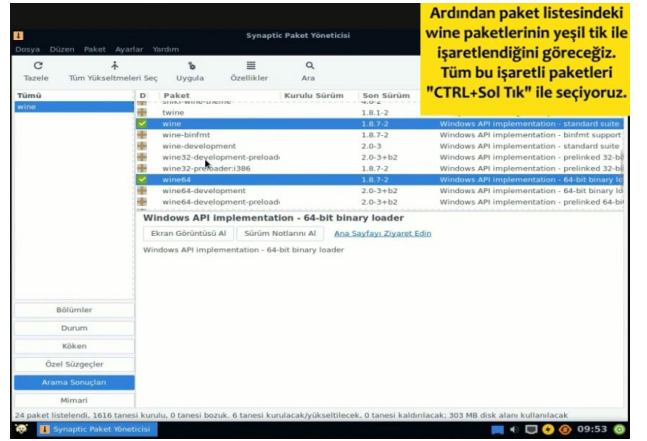 Ardından paket listesindeki
wine paketlerinin yeşil tik ile
işaretlendiğini göreceğiz.
Tüm bu işaretli paketleri
"CTRL+Sol Tık" ile seçiyoruz.
Synaptic Paket Yöneticisi
Dosya Düzen Paket Ayarlar Yardım
Tazele Tüm Yükseltmeleri Seç Uygula Özellikler Ara
Tümü
wine
D Paket Kurulu Sürüm Son Sürüm
twine 1.8.1-2
wine 1.8.7-2 Windows API implementation - standard suite
wine-binfmt 1.8.7-2 Windows API implementation - binfmt support
wine-development 2.0-3 Windows API implementation - standard suite
wine32-development-preload 2.0-3+b2 Windows API implementation - prelinked 32-bi
wine32-preloader:i386 1.8.7-2 Windows API implementation - prelinked 32-bi
wine64 1.8.7-2 Windows API implementation - 64-bit binary lo
wine64-development 2.0-3+b2 Windows API implementation - 64-bit binary lo
wine64-development-preload 2.0-3+b2 Windows API implementation - prelinked 64-bi
Windows API implementation - 64-bit binary loader
Ekran Görüntüsü Al Sürüm Notlarını Al Ana Sayfayı Ziyaret Edin
Windows API implementation - 64-bit binary loader
Bölümler
Durum
Köken
Özel Süzgeçler
Arama Sonuçları
Mimari
24 paket listelendi, 1616 tanesi kurulu, 0 tanesi bozuk. 6 tanesi kurulacak/yükseltilecek, 0 tanesi kaldırılacak; 303 MB disk alanı kullanılacak
Synaptic Paket Yöneticisi 09:53